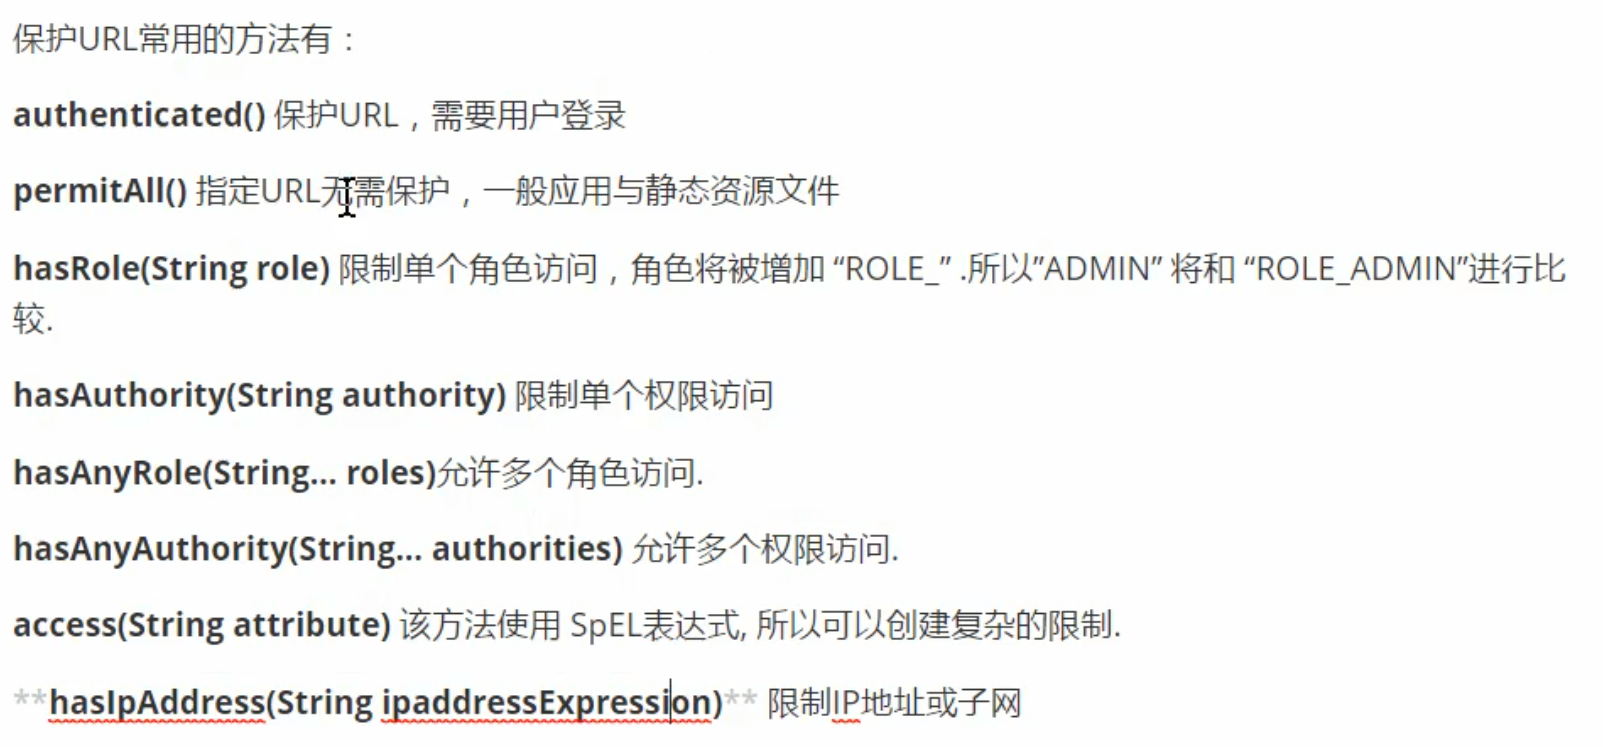 保护URL常用的方法有：
authenticated() 保护URL，需要用户登录
permitAll() 指定URL无需保护，一般应用与静态资源文件
hasRole(String role) 限制单个角色访问，角色将被增加 “ROLE_” .所以”ADMIN” 将和 “ROLE_ADMIN”进行比
较.
hasAuthority(String authority) 限制单个权限访问
hasAnyRole(String... roles)允许多个角色访问.
hasAnyAuthority(String... authorities) 允许多个权限访问.
access(String attribute) 该方法使用 SpEL表达式, 所以可以创建复杂的限制.
**hasIpAddress(String ipaddressExpression)** 限制IP地址或子网